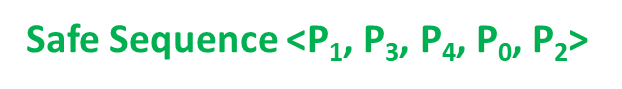 Safe Sequence <P₁, P₃, P₄, P₀, P₂>